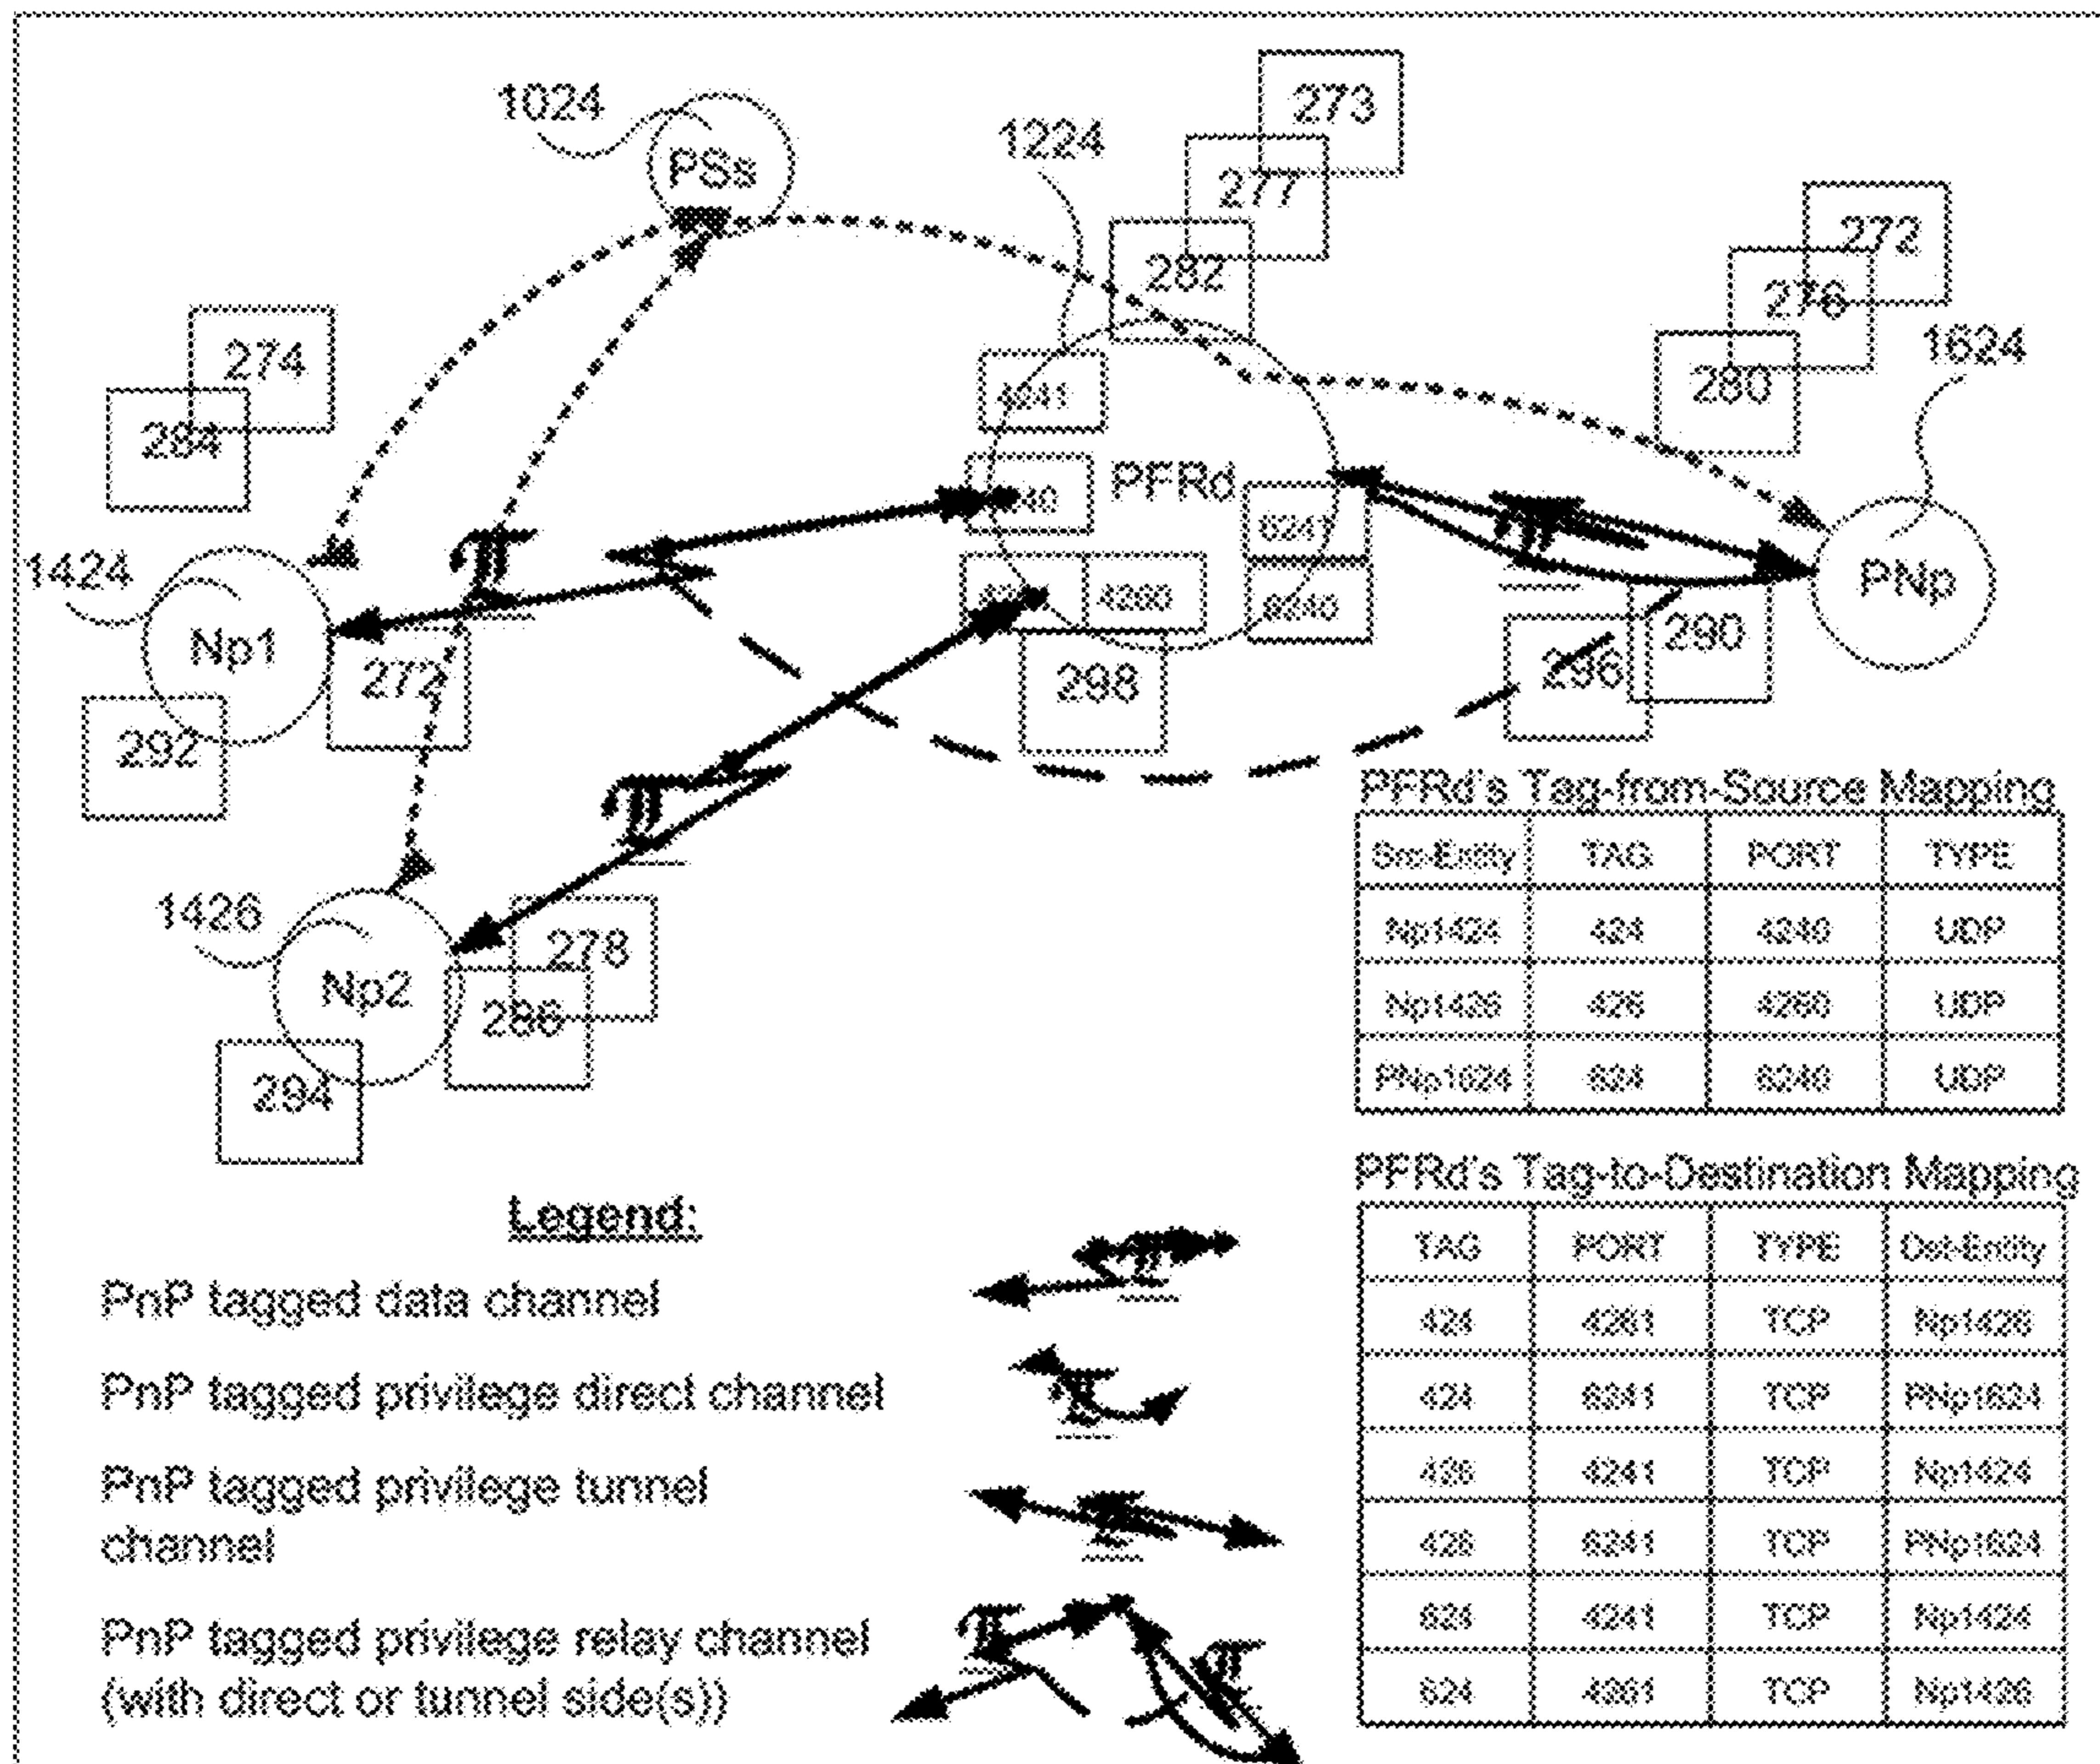 273
1024
1224
277
PSs
272
282
276
274
280
1624
284
4241
PFRd
6241
1424
PNp
4260
6240
Np1
272
290
298
296
292
PFRd's Tag-from-Source Mapping
Src-Entity TAG PORT TYPE
Np1424 424 4240 UDP
Np1426 426 4260 UDP
PNp1624 624 6240 UDP
1426
278
Np2
286
294
PFRd's Tag-to-Destination Mapping
TAG PORT TYPE Dst-Entity
424 4261 TCP Np1426
424 6241 TCP PNp1624
426 4241 TCP Np1424
426 6241 TCP PNp1624
624 4241 TCP Np1424
624 4261 TCP Np1426
Legend:
PnP tagged data channel
PnP tagged privilege direct channel
PnP tagged privilege tunnel
channel
PnP tagged privilege relay channel
(with direct or tunnel side(s))